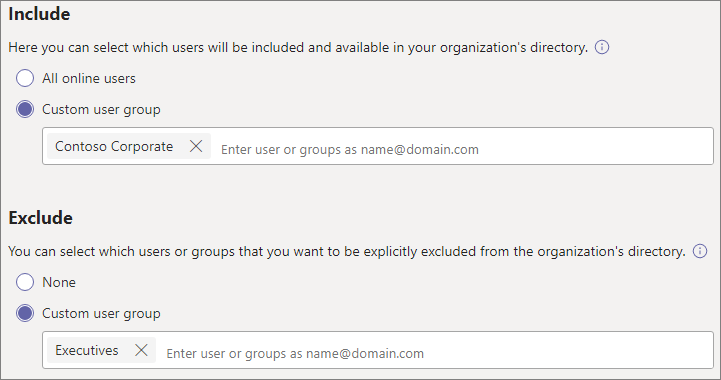 Include
Here you can select which users will be included and available in your organization's directory.
All online users
Custom user group
Contoso Corporate Enter user or groups as name@domain.com
Exclude
You can select which users or groups that you want to be explicitly excluded from the organization's directory.
None
Custom user group
Executives Enter user or groups as name@domain.com